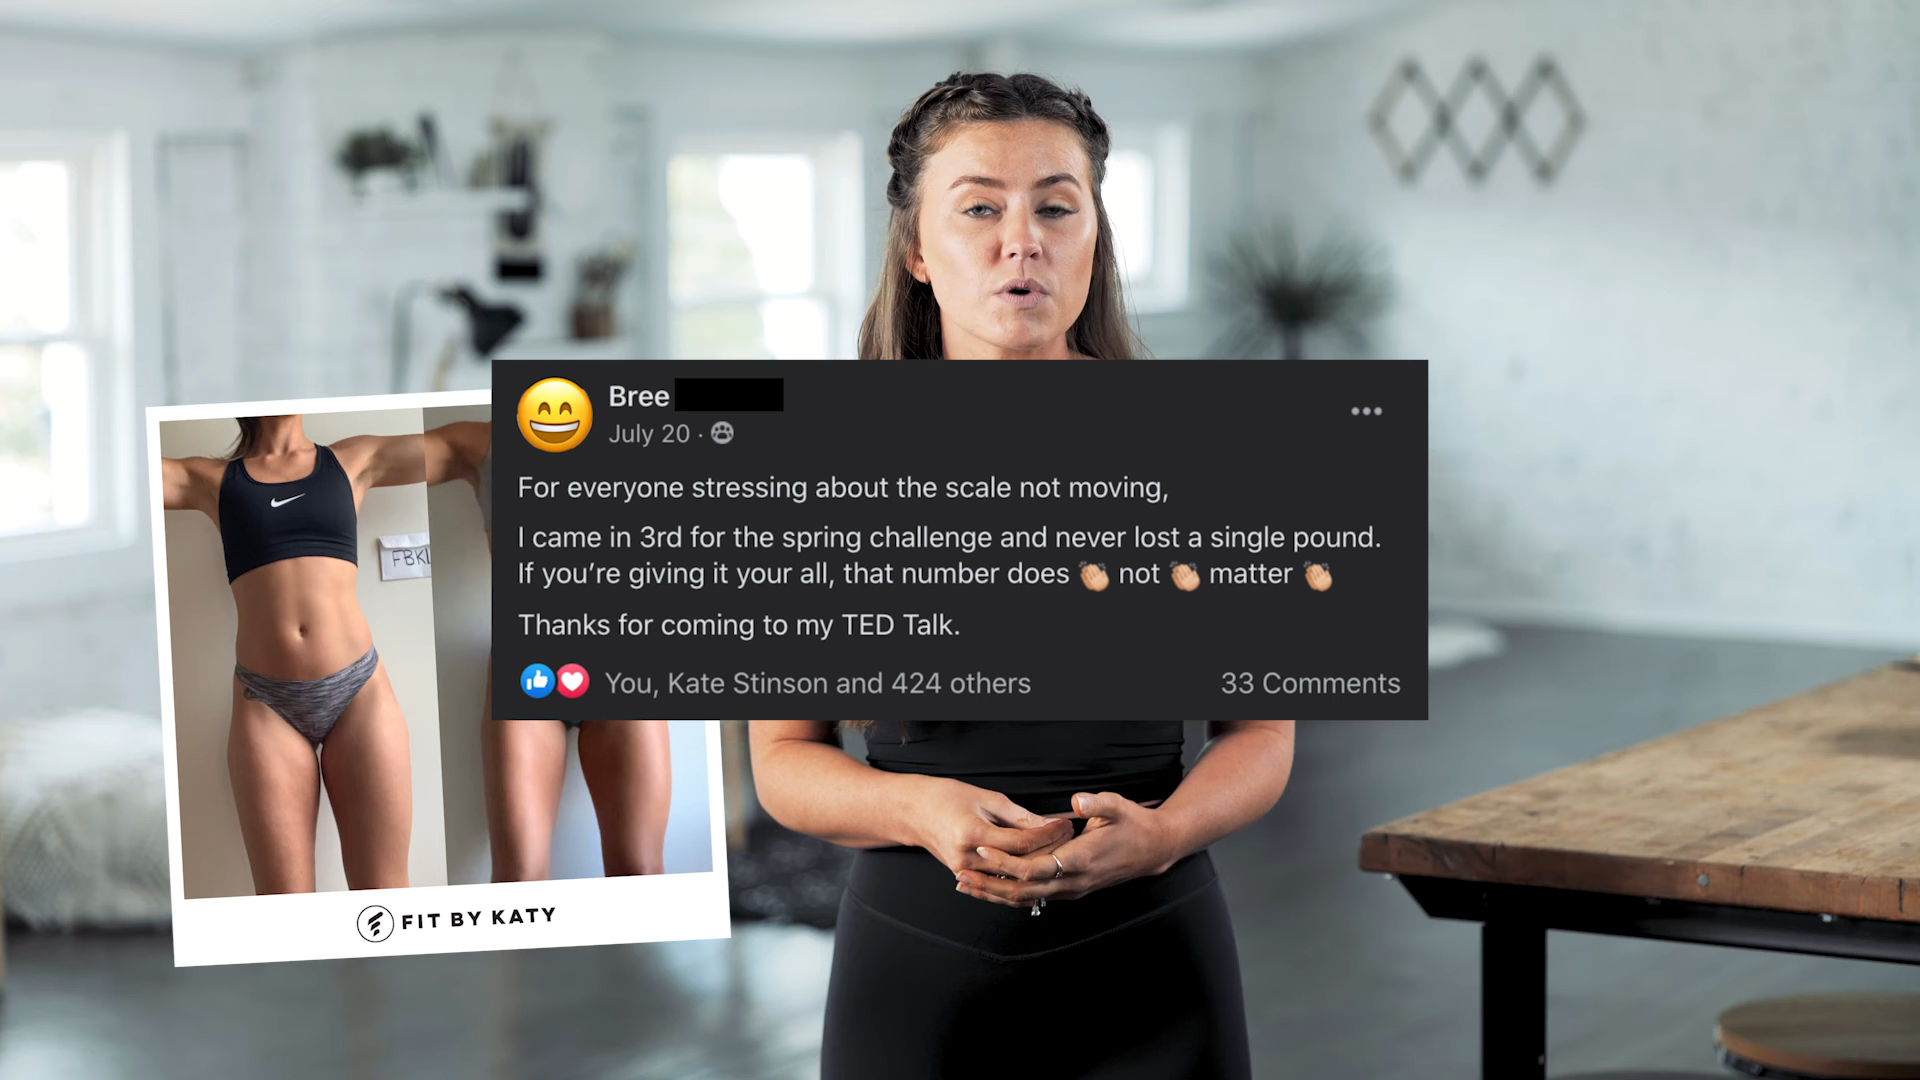 Bree
July 20 ·
For everyone stressing about the scale not moving,
I came in 3rd for the spring challenge and never lost a single pound.
If you’re giving it your all, that number does 👏🏼 not 👏🏼 matter 👏🏼
Thanks for coming to my TED Talk.
You, Kate Stinson and 424 others
33 Comments
FBKL
FIT BY KATY